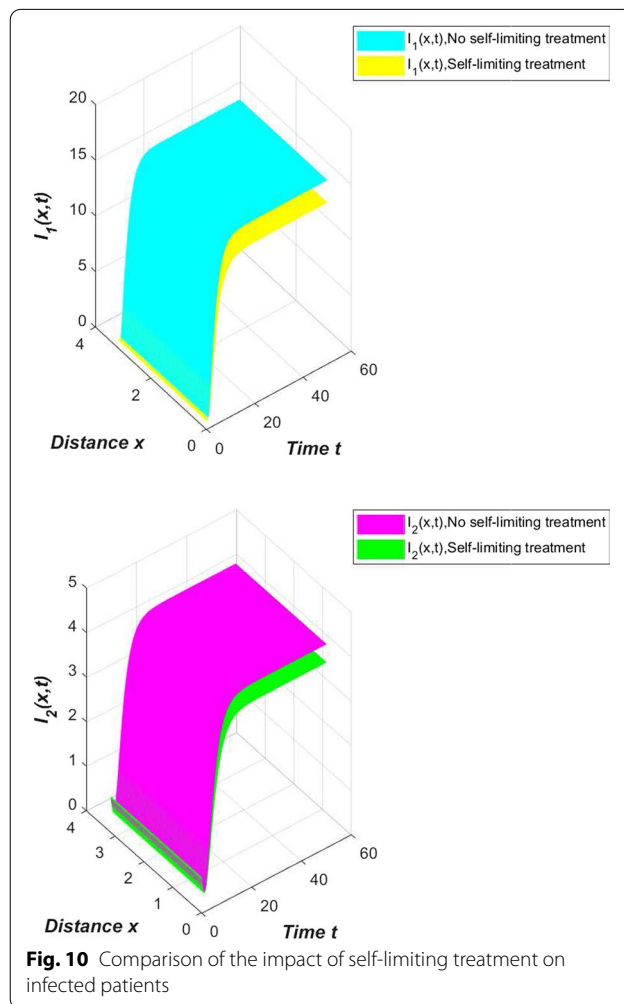 I1(x,t),No self-limiting treatment
I1(x,t),Self-limiting treatment
20
15
10
5
0
I1(x,t)
4
2
0
Distance x
0
20
40
60
Time t
I2(x,t),No self-limiting treatment
I2(x,t),Self-limiting treatment
5
4
3
2
1
0
I2(x,t)
4
3
2
1
0
Distance x
0
20
40
60
Time t
Fig. 10 Comparison of the impact of self-limiting treatment on
infected patients